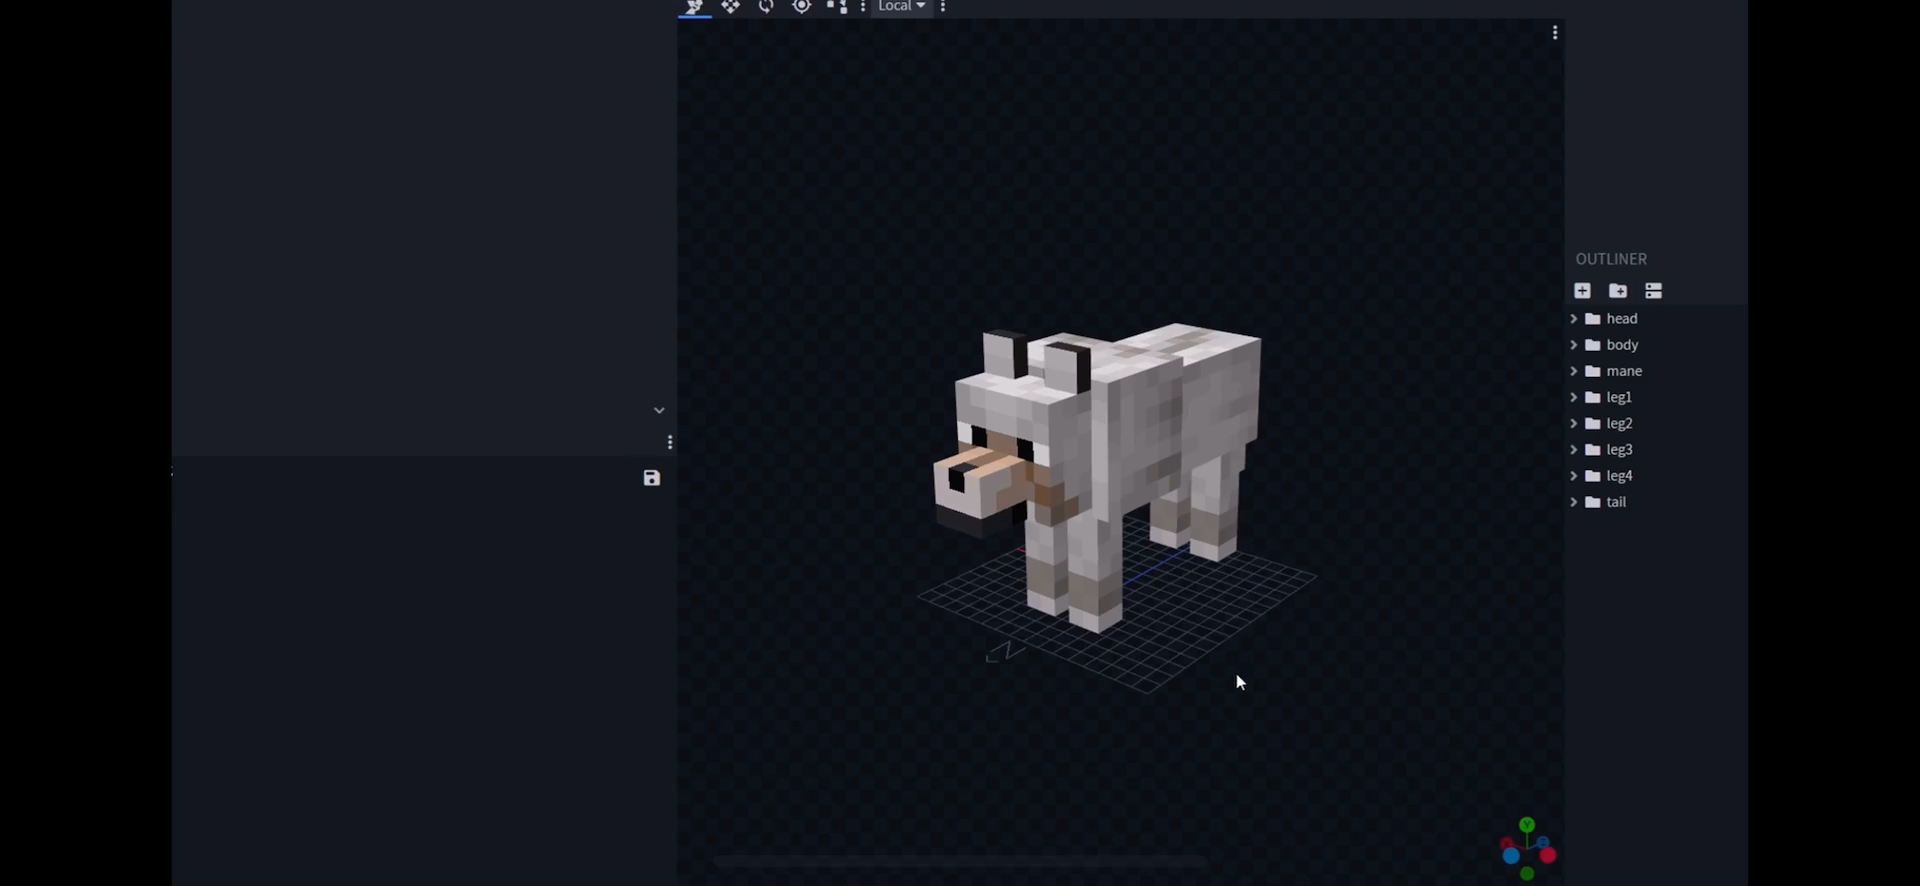 Local
OUTLINER
head
body
mane
leg1
leg2
leg3
leg4
tail
N
Y